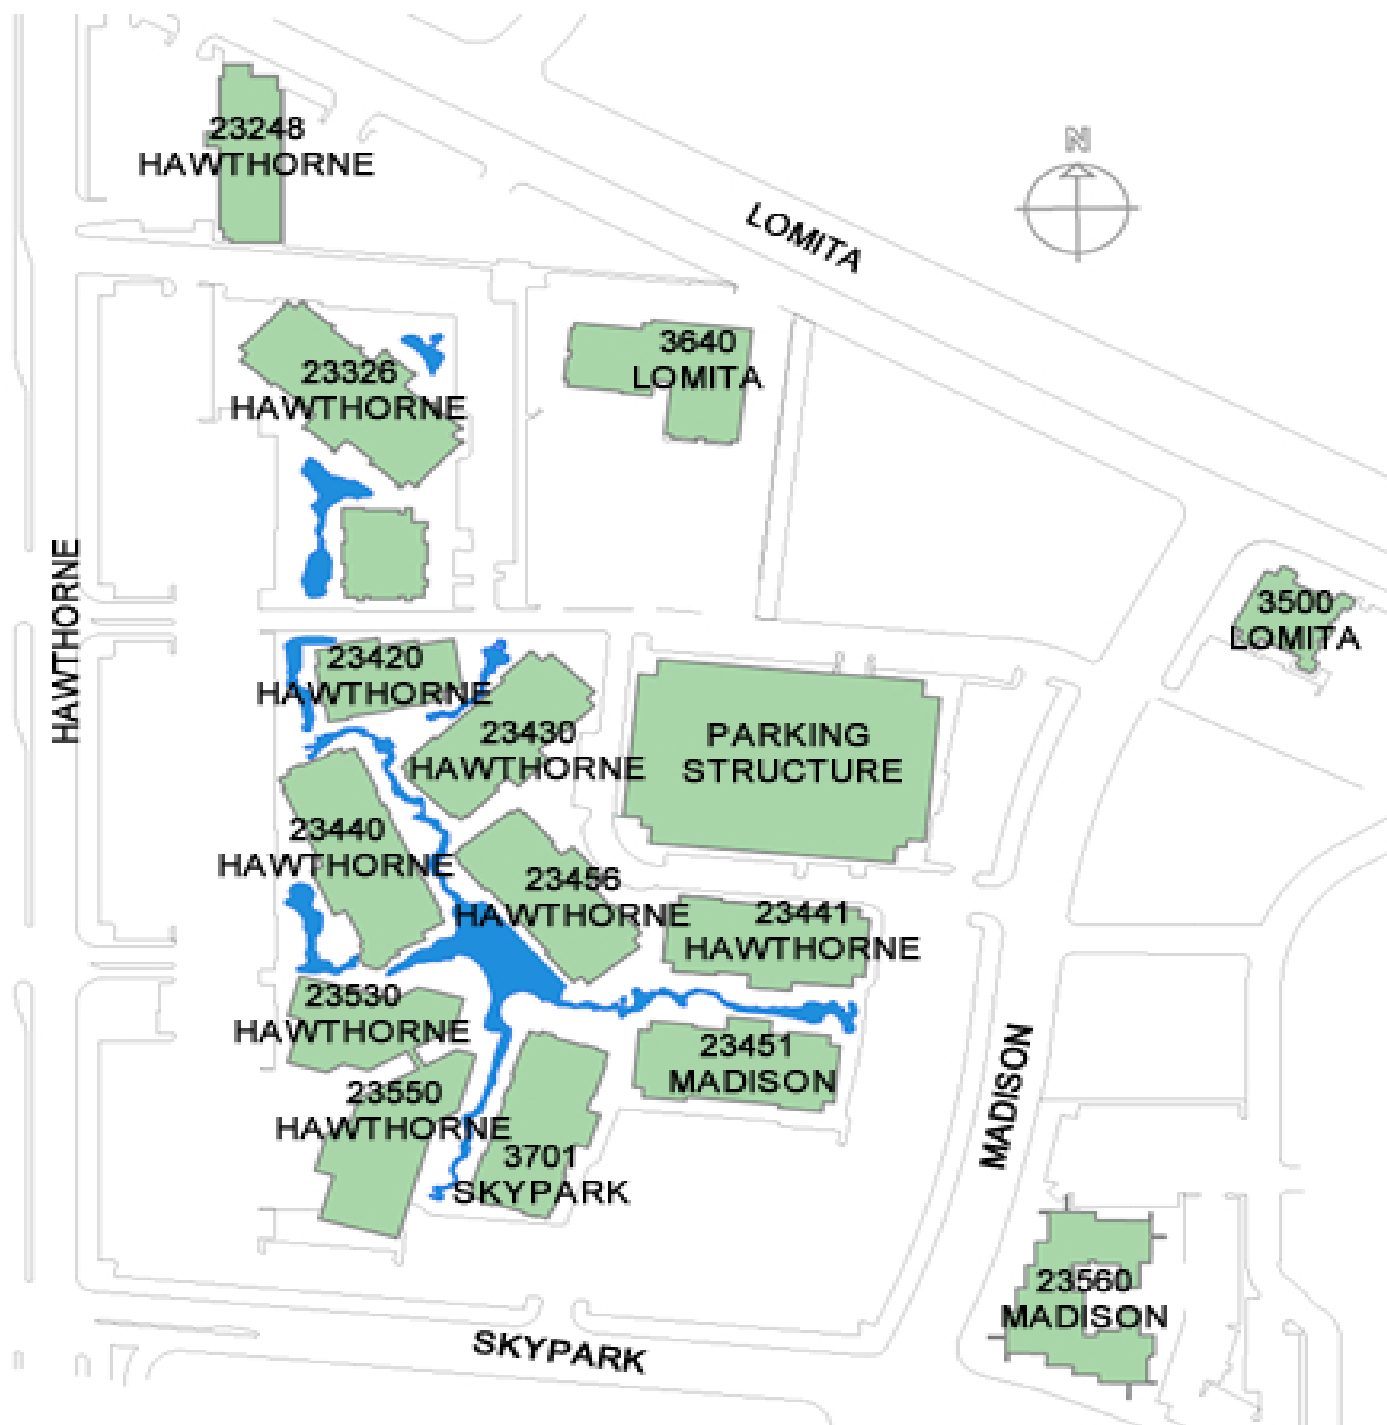 N
23248
HAWTHORNE
LOMITA
3640
LOMITA
23326
HAWTHORNE
HAWTHORNE
3500
LOMITA
23420
HAWTHORNE
23430
HAWTHORNE
PARKING
STRUCTURE
23440
HAWTHORNE
23456
HAWTHORNE
23441
HAWTHORNE
23530
HAWTHORNE
23451
MADISON
MADISON
23550
HAWTHORNE
3701
SKYPARK
23560
MADISON
SKYPARK